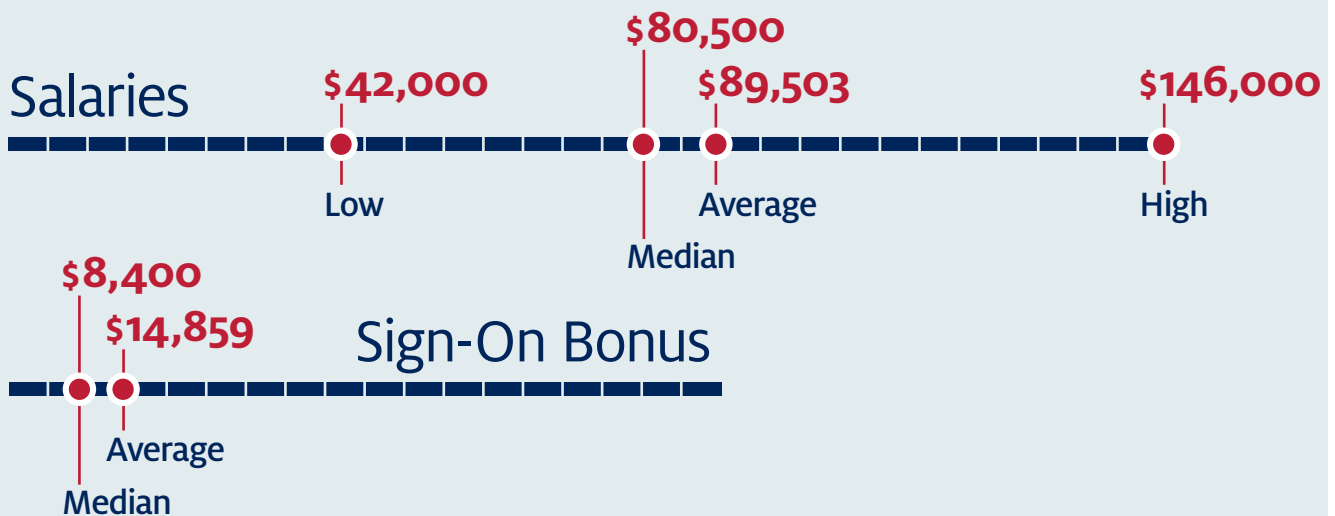 $80,500
Salaries $42,000 $89,503 $146,000
Low Average High
Median
$8,400
$14,859 Sign-On Bonus
Average
Median